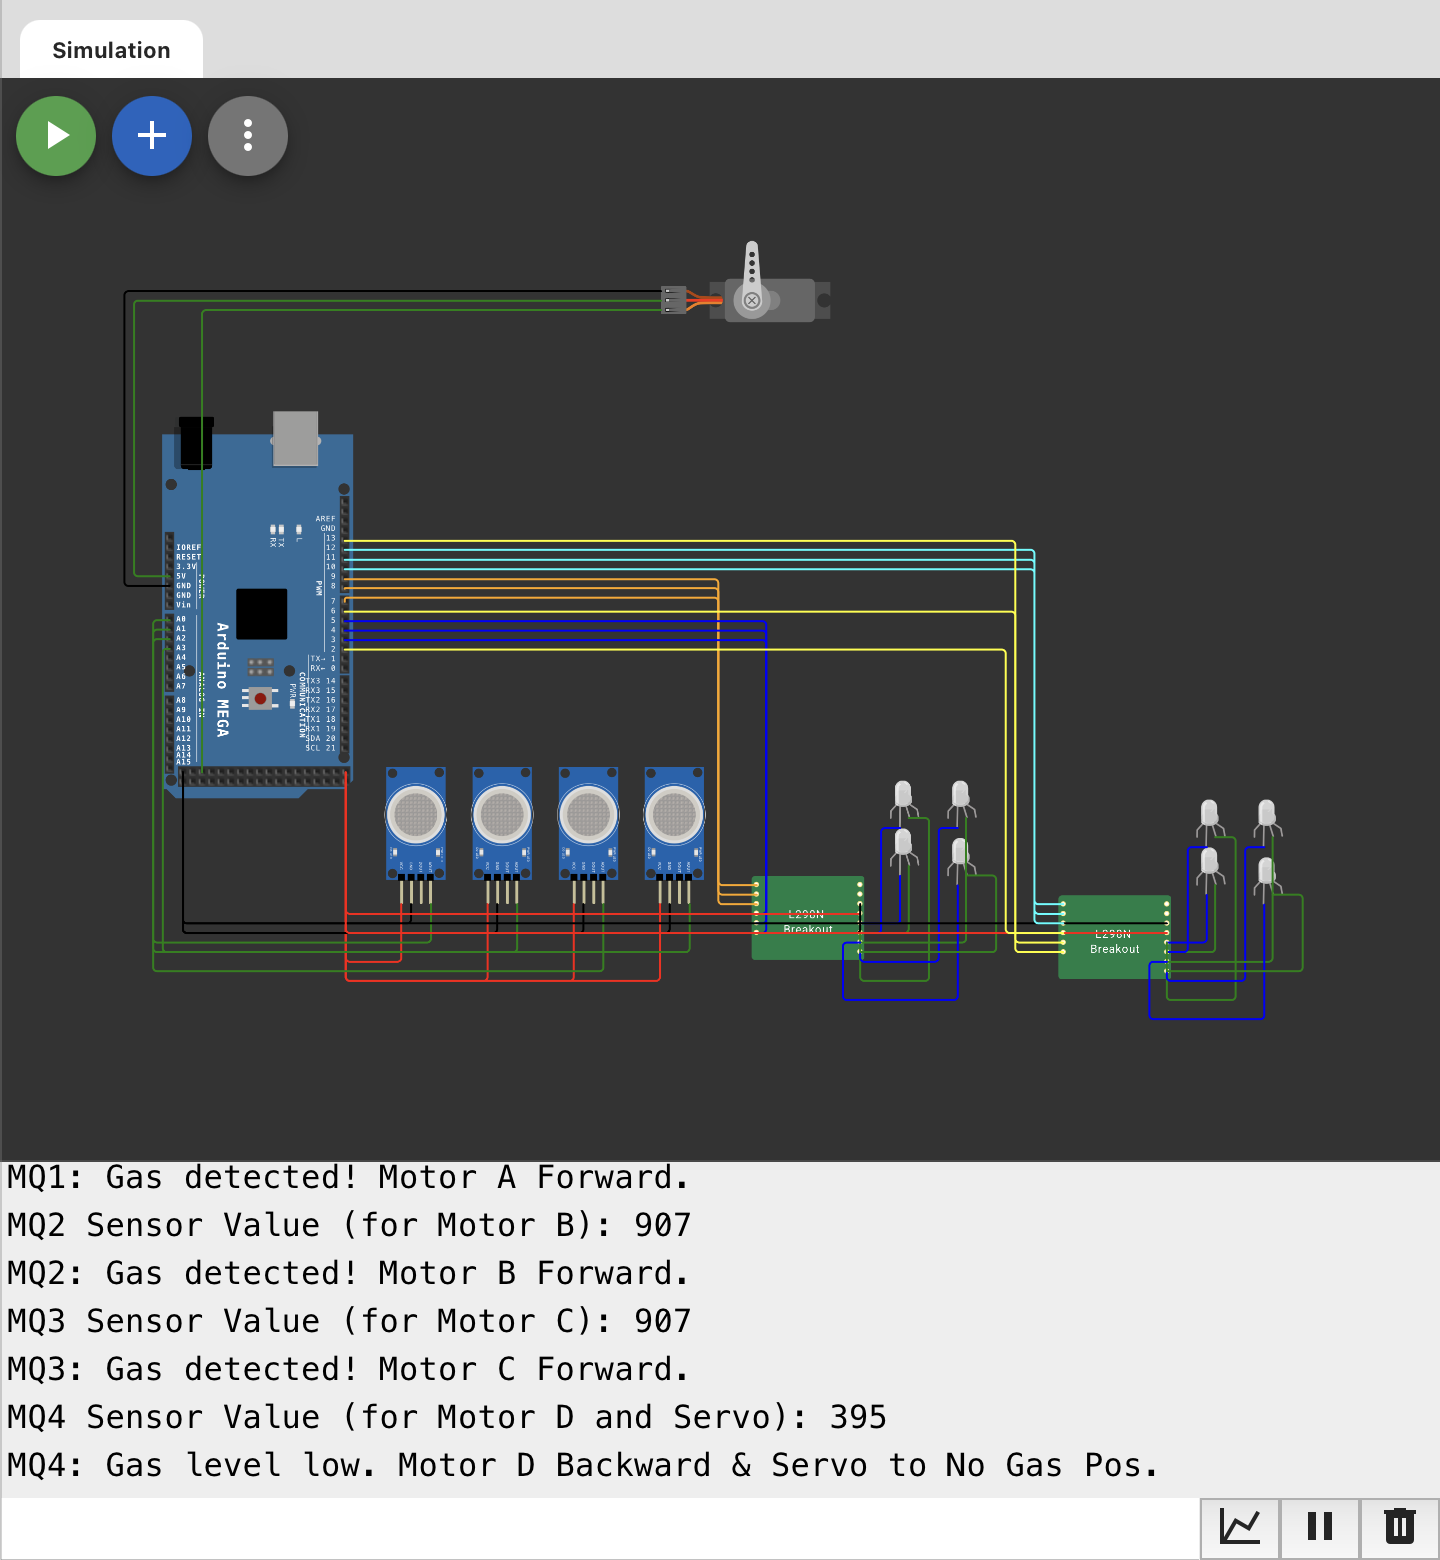 Simulation
AREF
GND
13
12
11
10
9
8
7
6
5
4
3
2
TX→ 1
RX← 0
TX3 14
RX3 15
TX2 16
RX2 17
TX1 18
RX1 19
SDA 20
SCL 21
PWM
COMMUNICATION
RX
TX
L
PWR
IOREF
RESET
3.3V
5V
GND
GND
Vin
A0
A1
A2
A3
A4
A5
A6
A7
A8
A9
A10
A11
A12
A13
A14
A15
POWER
ANALOG IN
Arduino MEGA
L298N
Breakout
L298N
Breakout
MQ1: Gas detected! Motor A Forward.
MQ2 Sensor Value (for Motor B): 907
MQ2: Gas detected! Motor B Forward.
MQ3 Sensor Value (for Motor C): 907
MQ3: Gas detected! Motor C Forward.
MQ4 Sensor Value (for Motor D and Servo): 395
MQ4: Gas level low. Motor D Backward & Servo to No Gas Pos.